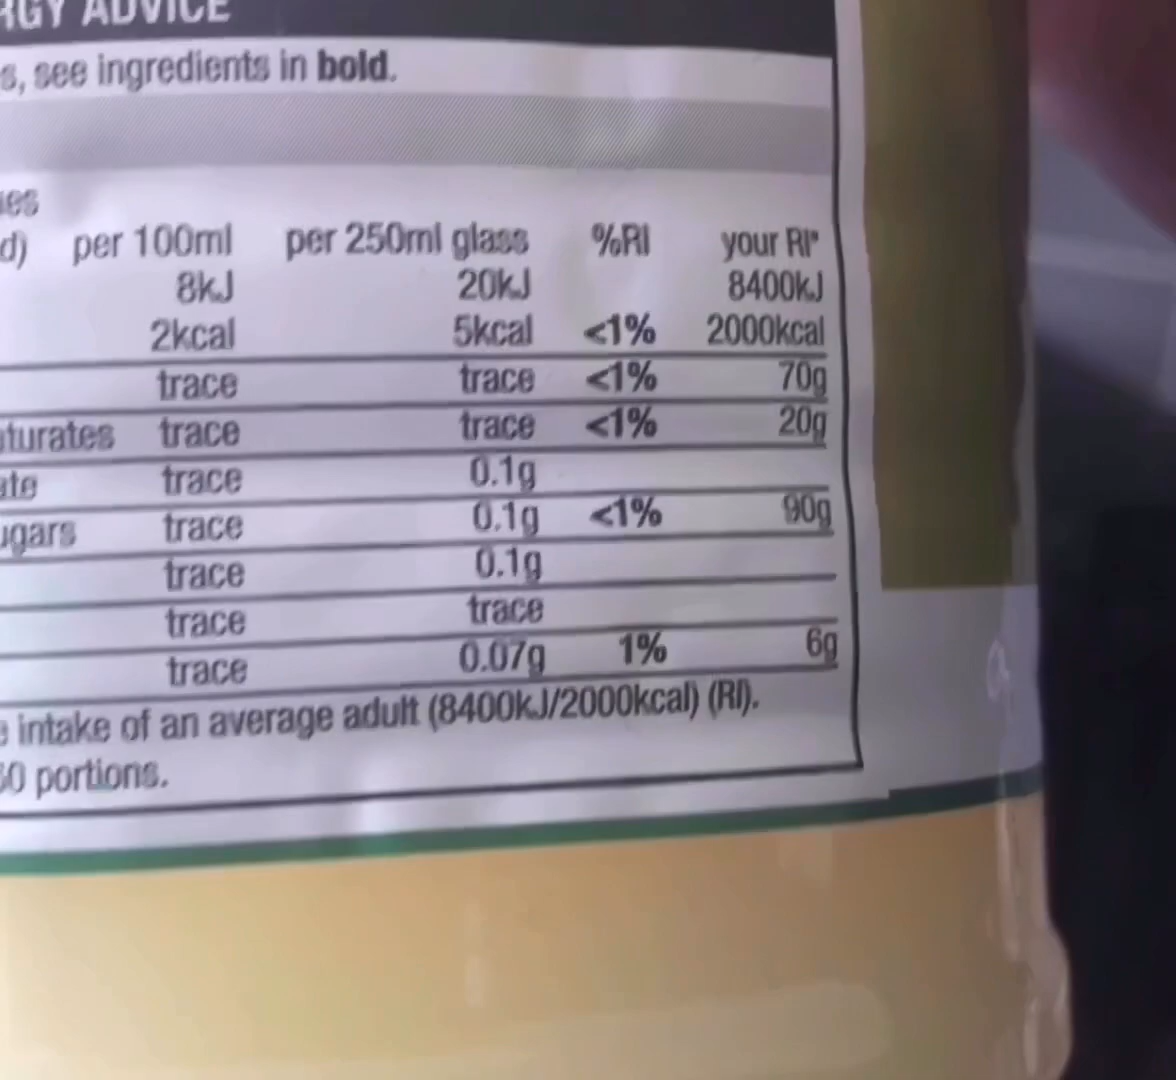 RGY ADVICE
s, see ingredients in bold.
ues
d) per 100ml per 250ml glass %RI your RI*
8kJ 20kJ 8400kJ
2kcal 5kcal <1% 2000kcal
trace trace <1% 70g
aturates trace trace <1% 20g
ate trace 0.1g
ugars trace 0.1g <1% 90g
trace 0.1g
trace trace
trace 0.07g 1% 6g
e intake of an average adult (8400kJ/2000kcal) (RI).
0 portions.